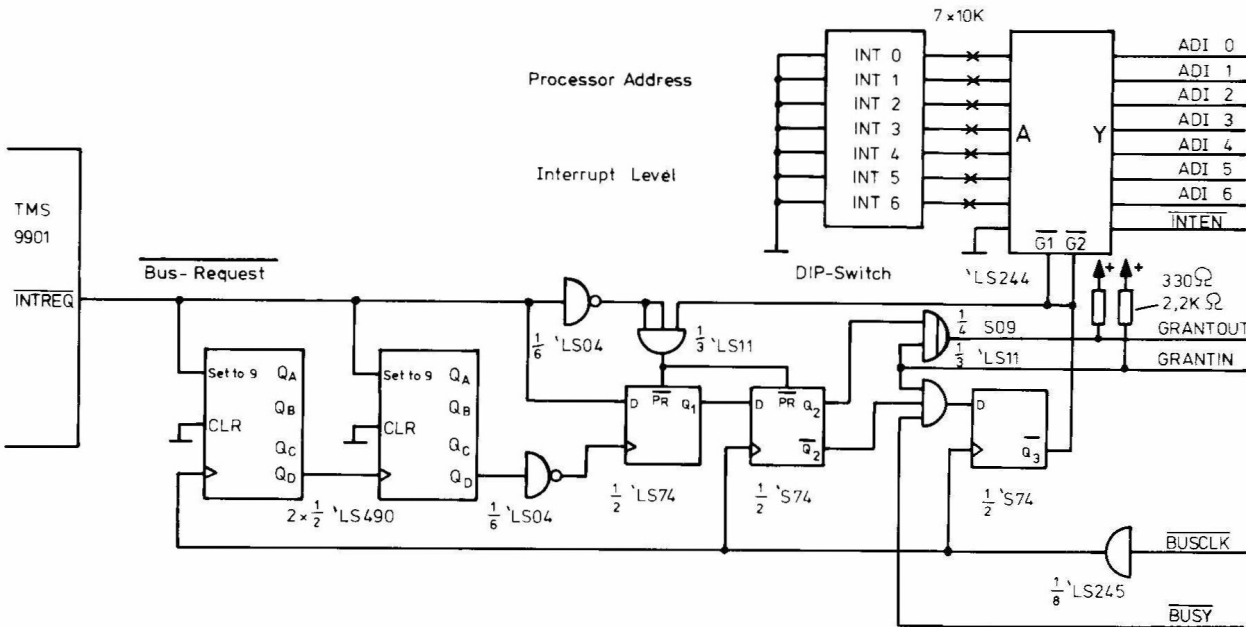 7 × 10K
INT 0
INT 1
INT 2
INT 3
INT 4
INT 5
INT 6
A
Y
G1 G2
ADI 0
ADI 1
ADI 2
ADI 3
ADI 4
ADI 5
ADI 6
INTEN
Processor Address
Interrupt Level
TMS
9901
INTREQ
Bus-Request
DIP-Switch
'LS244
+ +
330Ω
2,2K Ω
1/6 'LS04
1/3 'LS11
1/4 S09
1/3 'LS11
GRANTOUT
GRANTIN
Set to 9
QA
QB
CLR
QC
QD
Set to 9
QA
QB
CLR
QC
QD
D PR Q1
D PR Q2
Q2
D
Q3
2 × 1/2 'LS490
1/6 'LS04
1/2 'LS74
1/2 'S74
1/2 'S74
BUSCLK
1/8 'LS245
BUSY